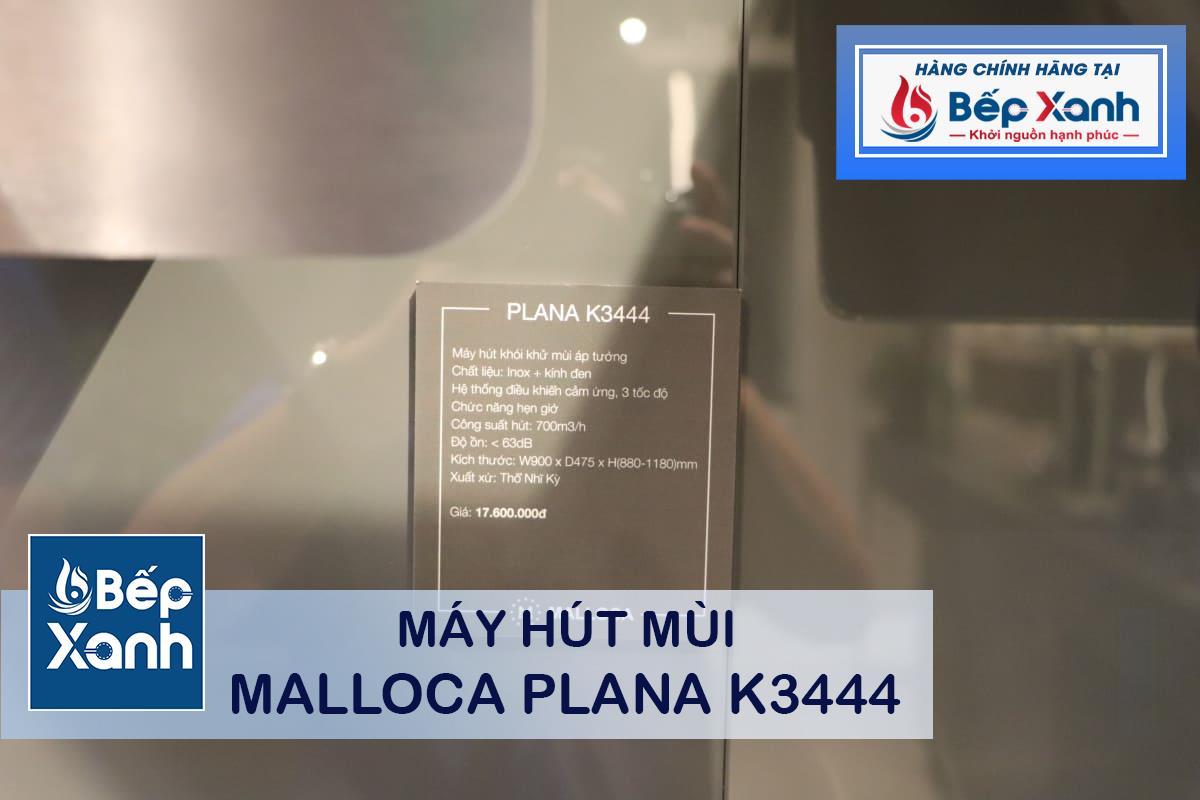 HÀNG CHÍNH HÃNG TẠI
Bếp Xanh
Khởi nguồn hạnh phúc
PLANA K3444
Máy hút khói khử mùi áp tường
Chất liệu: Inox + kính đen
Hệ thống điều khiển cảm ứng, 3 tốc độ
Chức năng hẹn giờ
Công suất hút: 700m3/h
Độ ồn: < 63dB
Kích thước: W900 x D475 x H(880-1180)mm
Xuất xứ: Thổ Nhĩ Kỳ
Giá: 17.600.000đ
MALLOCA
Bếp
Xanh
MÁY HÚT MÙI
MALLOCA PLANA K3444